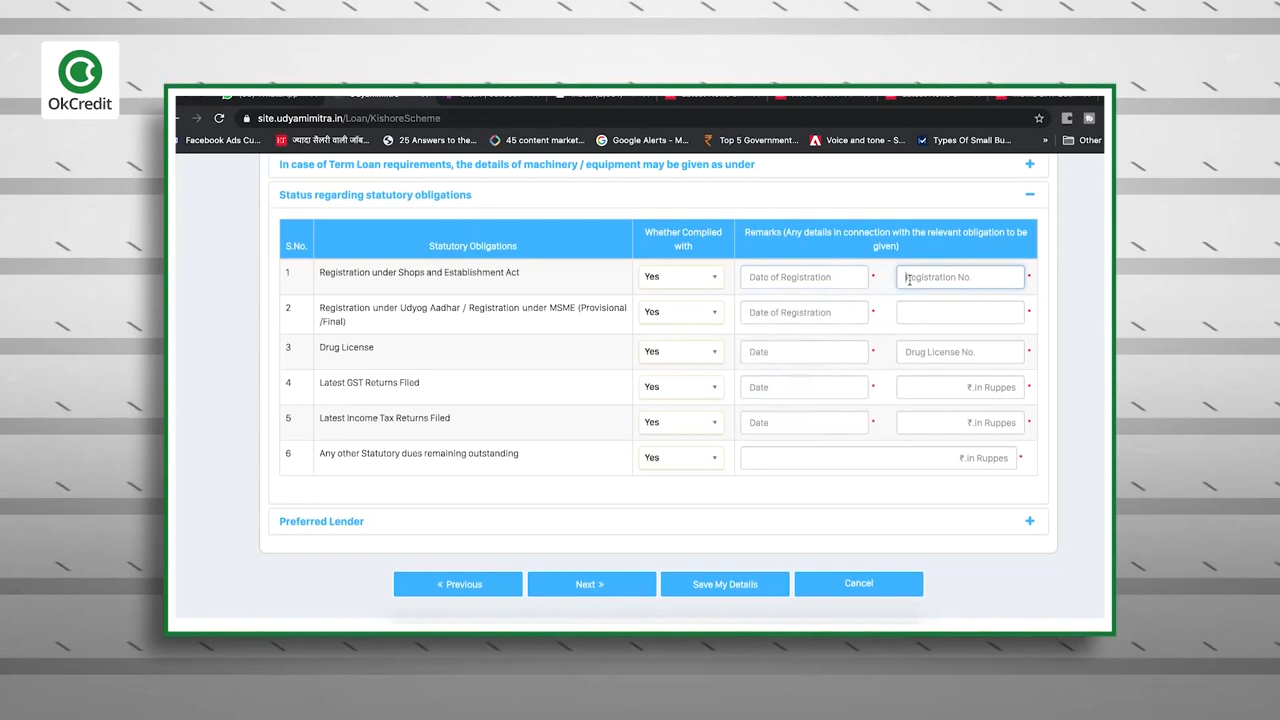 OkCredit
site.udyamimitra.in/Loan/KishoreScheme
Facebook Ads Cu... ज्यादा सैलरी वाली जॉब... 25 Answers to the... 45 content market... Google Alerts - M... Top 5 Government... Voice and tone - S... Types Of Small Bu... » Other
In case of Term Loan requirements, the details of machinery / equipment may be given as under +
Status regarding statutory obligations −
S.No. Statutory Obligations Whether Complied with Remarks (Any details in connection with the relevant obligation to be given)
1 Registration under Shops and Establishment Act Yes Date of Registration * Registration No. *
2 Registration under Udyog Aadhar / Registration under MSME (Provisional /Final) Yes Date of Registration * *
3 Drug License Yes Date * Drug License No. *
4 Latest GST Returns Filed Yes Date * ₹.in Ruppes *
5 Latest Income Tax Returns Filed Yes Date * ₹.in Ruppes *
6 Any other Statutory dues remaining outstanding Yes ₹.in Ruppes *
Preferred Lender +
« Previous Next » Save My Details Cancel